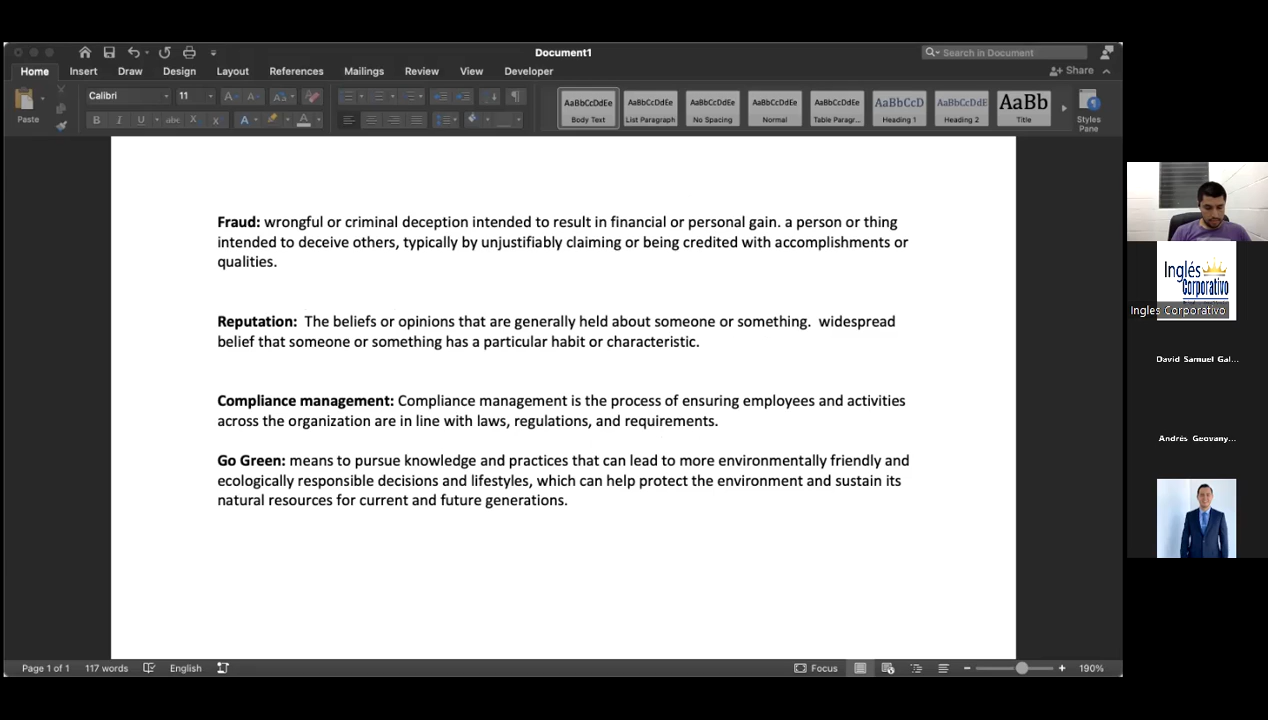 Document1
Search in Document
Home Insert Draw Design Layout References Mailings Review View Developer
Share
Paste
Calibri 11
AaBbCcDdEe AaBbCcDdEe AaBbCcDdEe AaBbCcDdEe AaBbCcDdEe AaBbCcD AaBbCcDdE AaBb
Body Text List Paragraph No Spacing Normal Table Paragr... Heading 1 Heading 2 Title
Styles
Pane
Fraud: wrongful or criminal deception intended to result in financial or personal gain. a person or thing
intended to deceive others, typically by unjustifiably claiming or being credited with accomplishments or
qualities.
Reputation: The beliefs or opinions that are generally held about someone or something. widespread
belief that someone or something has a particular habit or characteristic.
Compliance management: Compliance management is the process of ensuring employees and activities
across the organization are in line with laws, regulations, and requirements.
Go Green: means to pursue knowledge and practices that can lead to more environmentally friendly and
ecologically responsible decisions and lifestyles, which can help protect the environment and sustain its
natural resources for current and future generations.
Page 1 of 1 117 words English Focus 190%
Inglés
Corporativo
Ingles Corporativo
David Samuel Gal...
Andrés Geovany...